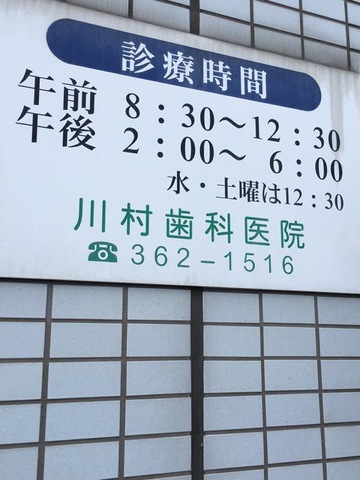 診療時間
午前 8：30〜12：30
午後 2：00〜 6：00
水・土曜は12：30
川村歯科医院
☎362−1516